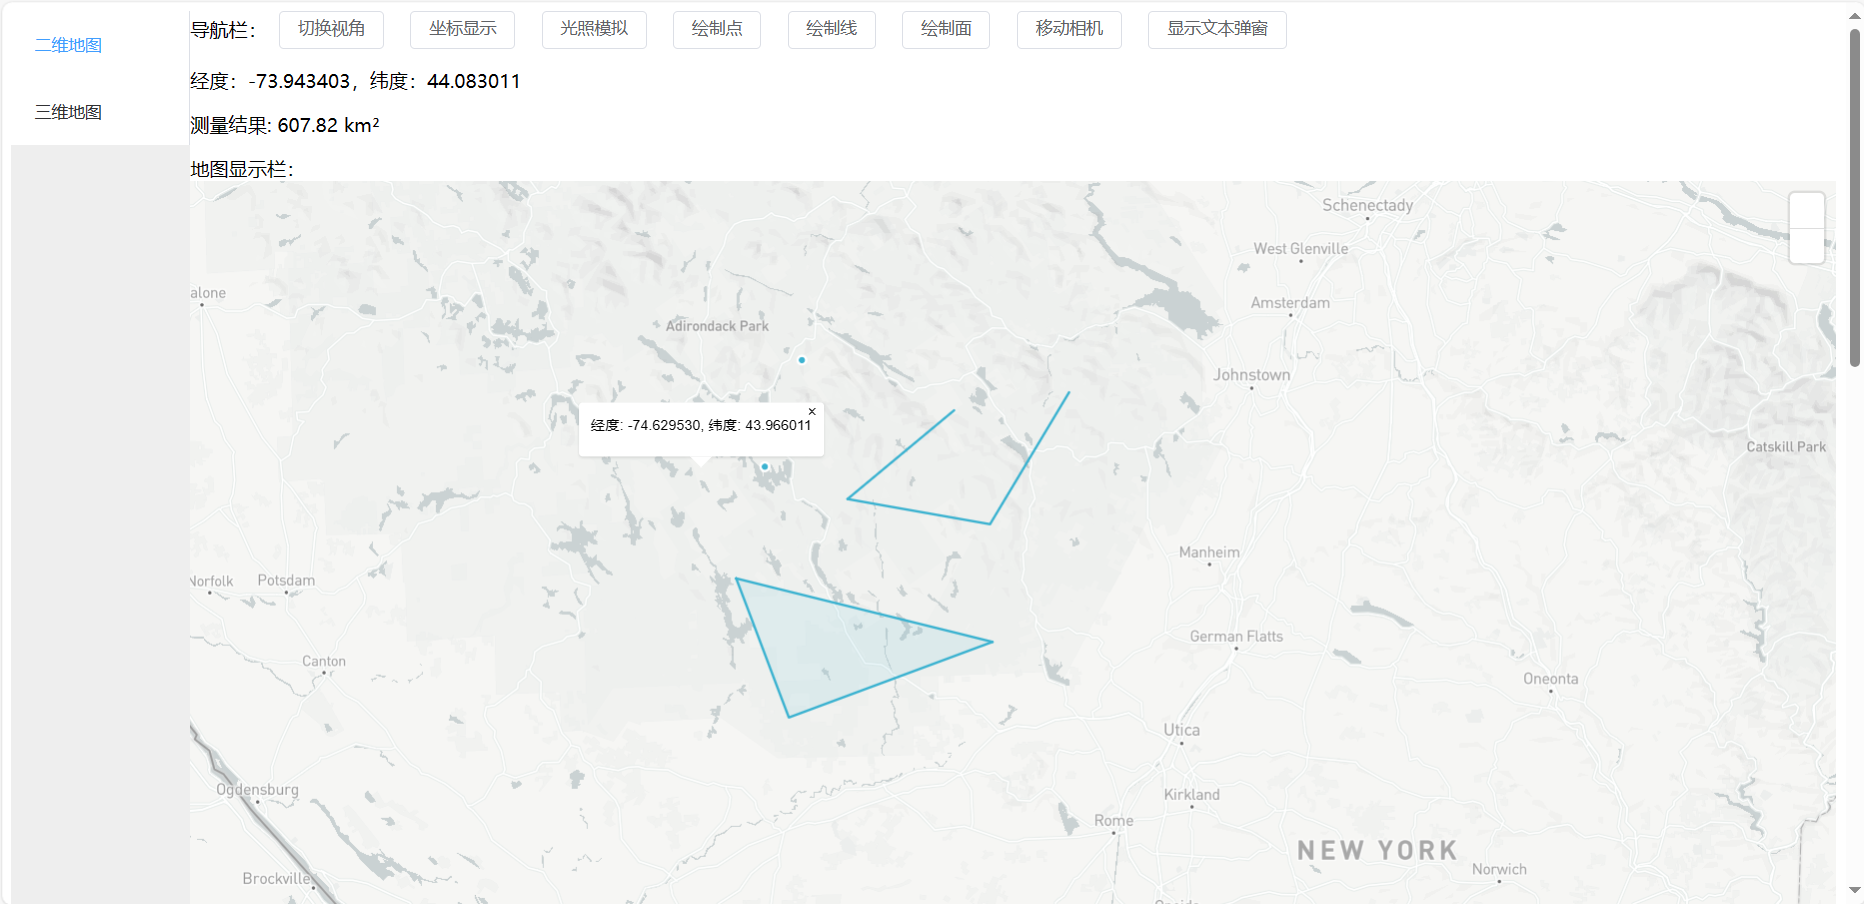 二维地图
三维地图
导航栏：
切换视角
坐标显示
光照模拟
绘制点
绘制线
绘制面
移动相机
显示文本弹窗
经度：-73.943403，纬度：44.083011
测量结果: 607.82 km²
地图显示栏：
Schenectady
West Glenville
alone
Amsterdam
Adirondack Park
Johnstown
×
经度: -74.629530, 纬度: 43.966011
Catskill Park
Manheim
Norfolk
Potsdam
German Flatts
Canton
Oneonta
Utica
Ogdensburg
Kirkland
Rome
NEW YORK
Norwich
Brockville